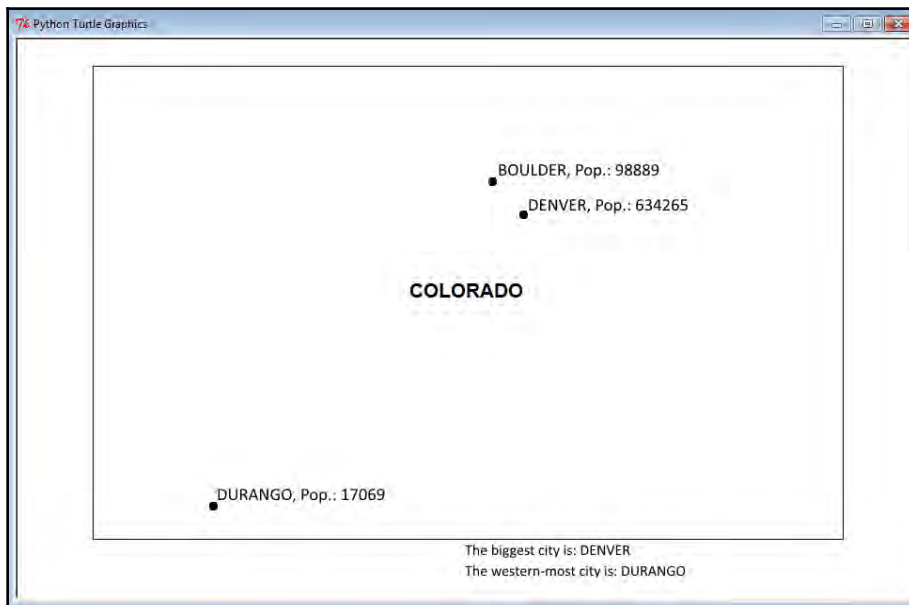 Python Turtle Graphics
BOULDER, Pop.: 98889
DENVER, Pop.: 634265
COLORADO
DURANGO, Pop.: 17069
The biggest city is: DENVER
The western-most city is: DURANGO